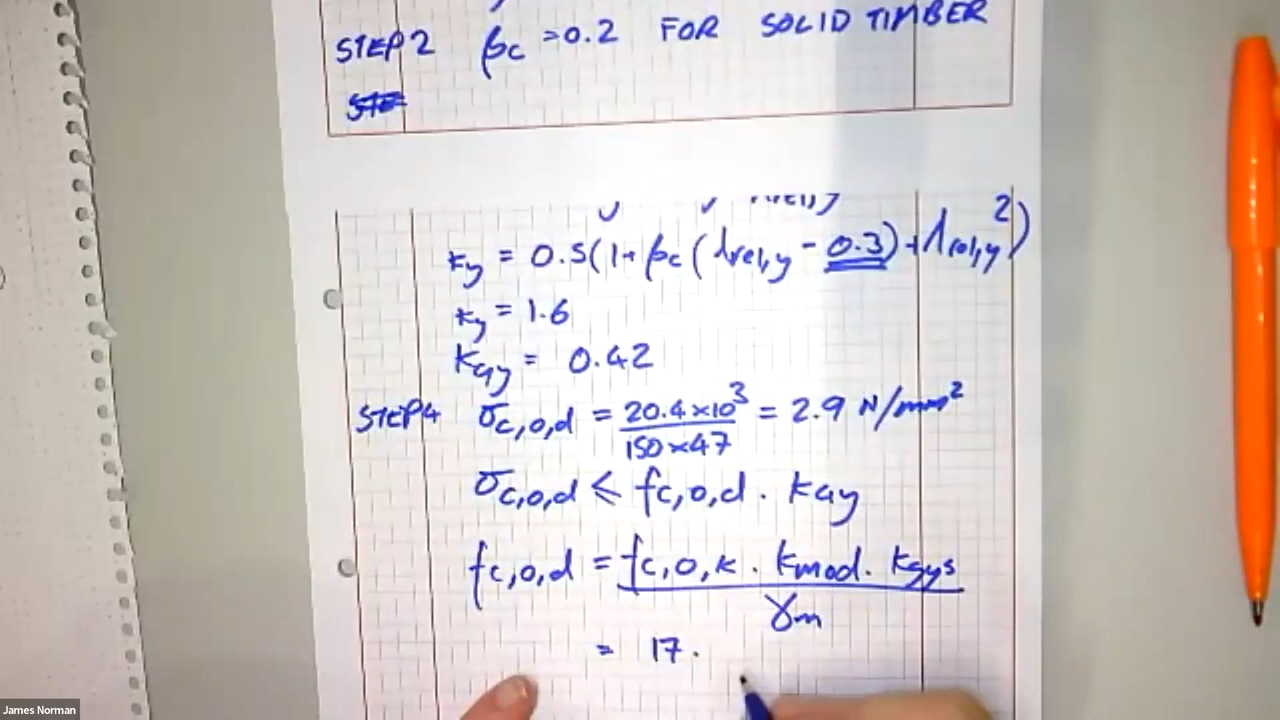 STEP 2 βc = 0.2 FOR SOLID TIMBER
ky = 0.5(1+βc(λrel,y - 0.3)+λrel,y²)
ky = 1.6
kcy = 0.42
STEP4 σc,0,d = 20.4×10³ / 150×47 = 2.9 N/mm²
σc,0,d ≤ fc,0,d . kcy
fc,0,d = fc,0,k . kmod . ksys / γm
= 17.
James Norman